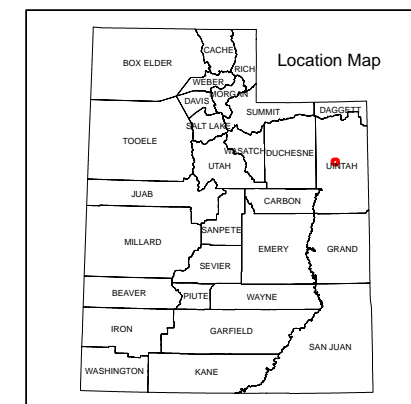 Location Map
CACHE
BOX ELDER
RICH
WEBER
MORGAN
DAVIS
SUMMIT
DAGGETT
SALT LAKE
TOOELE
WASATCH
DUCHESNE
UINTAH
UTAH
JUAB
CARBON
SANPETE
MILLARD
EMERY
GRAND
SEVIER
BEAVER
PIUTE
WAYNE
IRON
GARFIELD
SAN JUAN
WASHINGTON
KANE